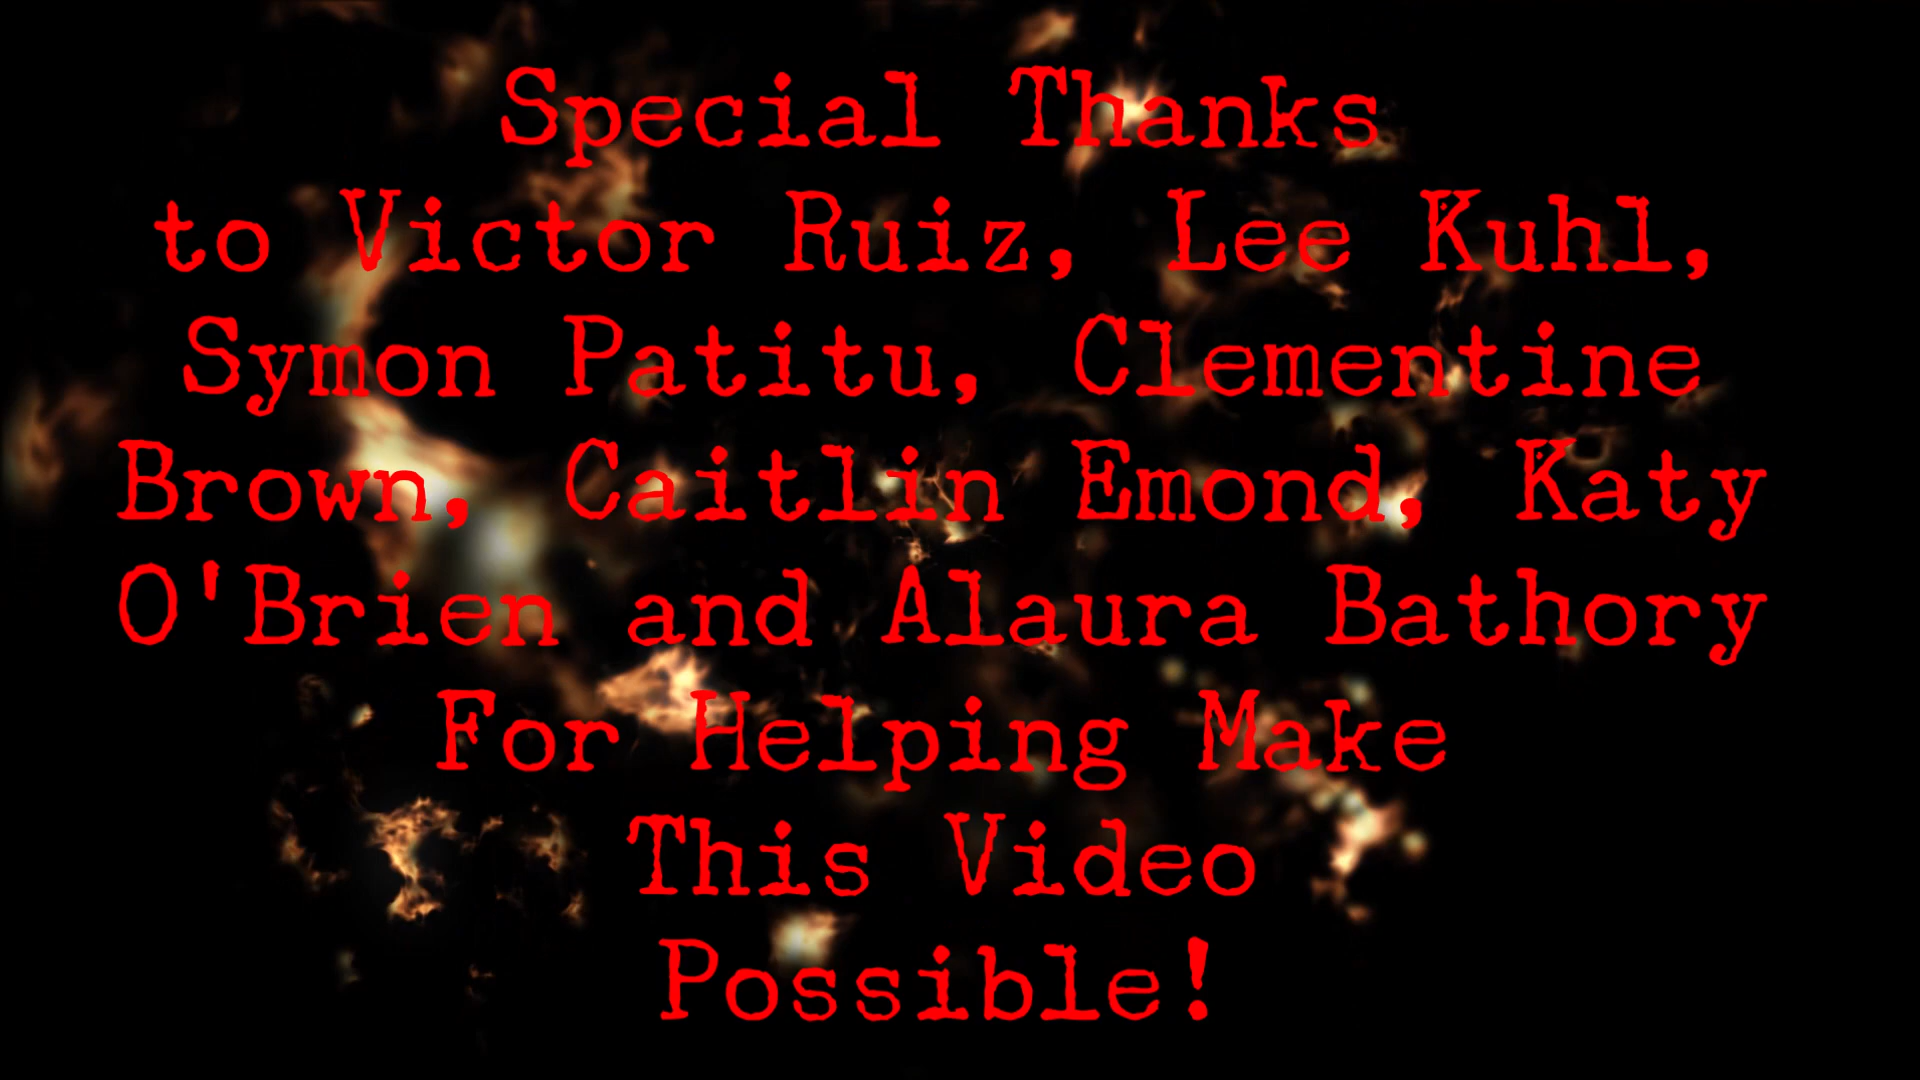 Special Thanks
to Victor Ruiz, Lee Kuhl,
Symon Patitu, Clementine
Brown, Caitlin Emond, Katy
O'Brien and Alaura Bathory
For Helping Make
This Video
Possible!